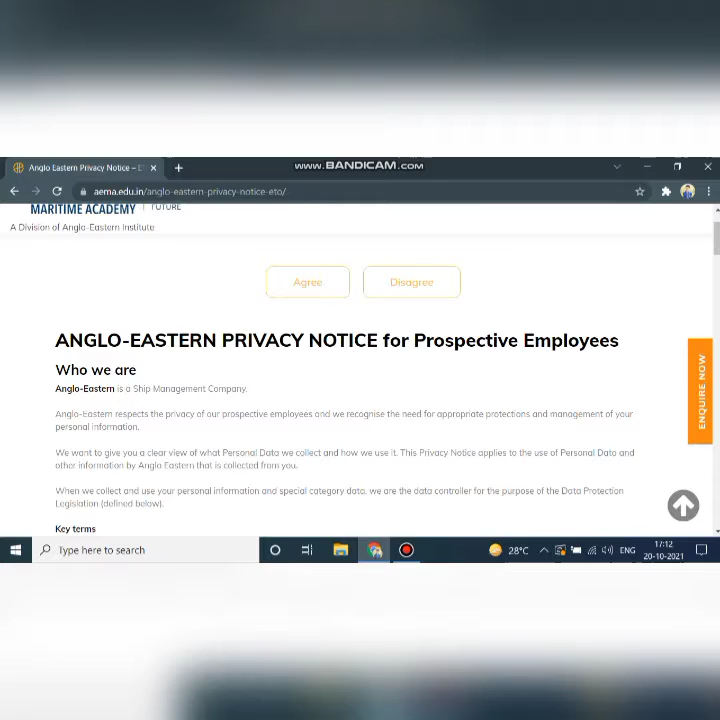 Anglo Eastern Privacy Notice –
www.BANDICAM.com
aema.edu.in/anglo-eastern-privacy-notice-eto/
MARITIME ACADEMY | FUTURE
A Division of Anglo-Eastern Institute
Agree Disagree
ANGLO-EASTERN PRIVACY NOTICE for Prospective Employees
Who we are
Anglo-Eastern is a Ship Management Company.
Anglo-Eastern respects the privacy of our prospective employees and we recognise the need for appropriate protections and management of your
personal information.
We want to give you a clear view of what Personal Data we collect and how we use it. This Privacy Notice applies to the use of Personal Data and
other information by Anglo Eastern that is collected from you.
When we collect and use your personal information and special category data, we are the data controller for the purpose of the Data Protection
Legislation (defined below).
Key terms
ENQUIRE NOW
Type here to search
28°C
ENG
17:12
20-10-2021